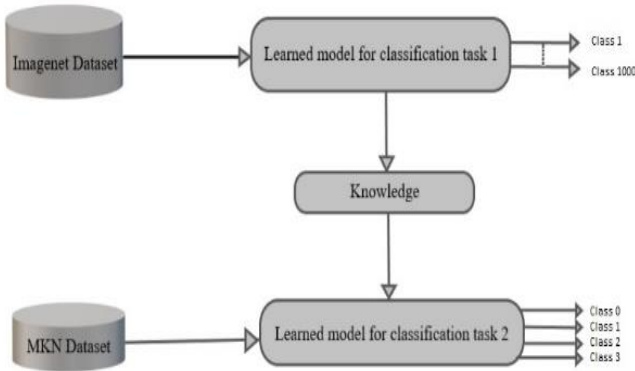 Imagenet Dataset
Learned model for classification task 1
Class 1
Class 1000
Knowledge
MKN Dataset
Learned model for classification task 2
Class 0
Class 1
Class 2
Class 3